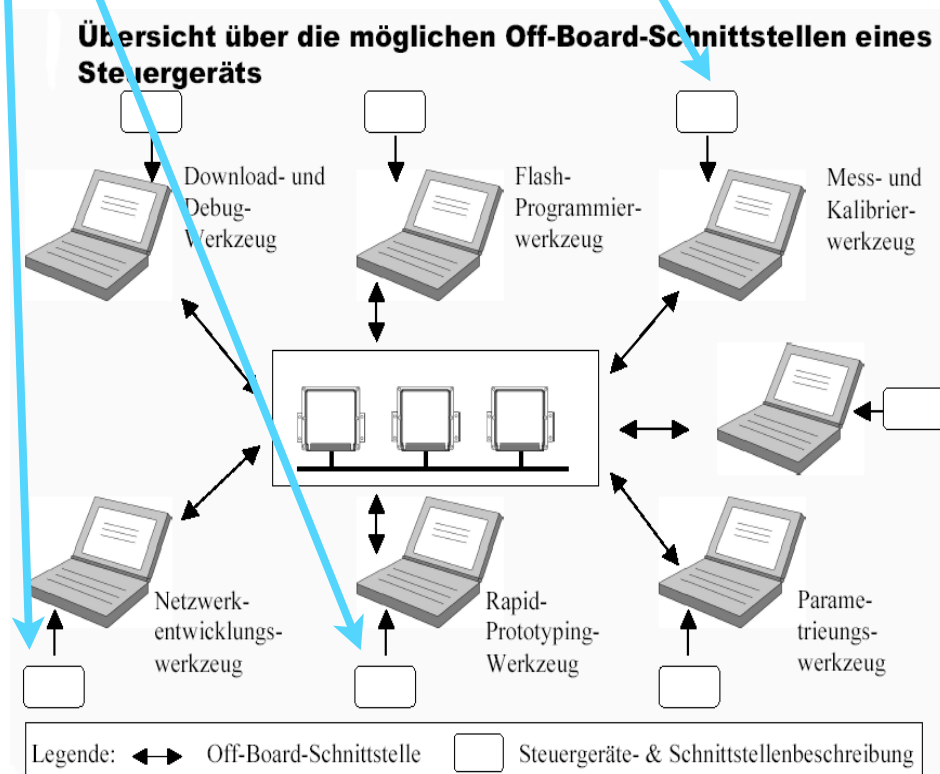 Übersicht über die möglichen Off-Board-Schnittstellen eines
Steuergeräts
Download- und
Debug-
Werkzeug
Flash-
Programmier-
werkzeug
Mess- und
Kalibrier-
werkzeug
Netzwerk-
entwicklungs-
werkzeug
Rapid-
Prototyping-
Werkzeug
Parame-
trieungs-
werkzeug
Legende:
Off-Board-Schnittstelle
Steuergeräte- & Schnittstellenbeschreibung